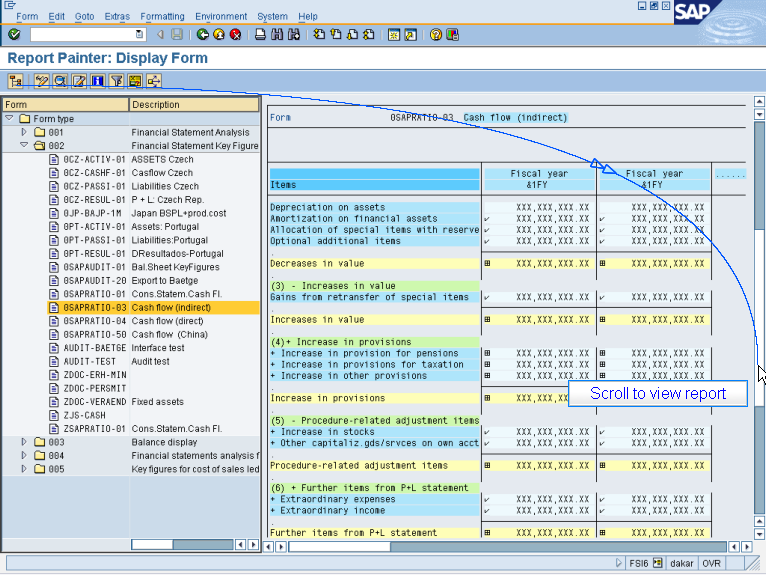 Form Edit Goto Extras Formatting Environment System Help
SAP
Report Painter: Display Form
Form Description
Form type
001 Financial Statement Analysis
002 Financial Statement Key Figure
0CZ-ACTIV-01 ASSETS Czech
0CZ-CASHF-01 Casflow Czech
0CZ-PASSI-01 Liabilities Czech
0CZ-RESUL-01 P + L: Czech Rep.
0JP-BAJP-1M Japan BSPL+prod.cost
0PT-ACTIV-01 Assets: Portugal
0PT-PASSI-01 Liabilities:Portugal
0PT-RESUL-01 DResultados-Portugal
0SAPAUDIT-01 Bal.Sheet KeyFigures
0SAPAUDIT-20 Export to Baetge
0SAPRATIO-01 Cons.Statem.Cash Fl.
0SAPRATIO-03 Cash flow (indirect)
0SAPRATIO-04 Cash flow (direct)
0SAPRATIO-50 Cash flow (China)
AUDIT-BAETGE Interface test
AUDIT-TEST Audit test
ZDOC-ERH-MIN
ZDOC-PERSMIT
ZDOC-VERAEND Fixed assets
ZJS-CASH
ZSAPRATIO-01 Cons.Statem.Cash Fl.
003 Balance display
004 Financial statements analysis f
005 Key figures for cost of sales led
Form 0SAPRATIO-03 Cash flow (indirect)
Fiscal year Fiscal year ......
Items &1FY &1FY
Depreciation on assets XXX,XXX,XXX.XX XXX,XXX,XXX.XX
Amortization on financial assets XXX,XXX,XXX.XX XXX,XXX,XXX.XX
Allocation of special items with reserve XXX,XXX,XXX.XX XXX,XXX,XXX.XX
Optional additional items XXX,XXX,XXX.XX XXX,XXX,XXX.XX
.
Decreases in value XXX,XXX,XXX.XX XXX,XXX,XXX.XX
.
(3) - Increases in value
Gains from retransfer of special items XXX,XXX,XXX.XX XXX,XXX,XXX.XX
.
Increases in value XXX,XXX,XXX.XX XXX,XXX,XXX.XX
.
(4)+ Increase in provisions
+ Increase in provision for pensions XXX,XXX,XXX.XX XXX,XXX,XXX.XX
+ Increase in provisions for taxation XXX,XXX,XXX.XX XXX,XXX,XXX.XX
+ Increase in other provisions XXX,XXX,XXX.XX XXX,XXX,XXX.XX
.
Increase in provisions XXX,XXX,XX
Scroll to view report
.
(5) - Procedure-related adjustment items
+ Increase in stocks XXX,XXX,XXX.XX XXX,XXX,XXX.XX
+ Other capitaliz.gds/srvces on own acct XXX,XXX,XXX.XX XXX,XXX,XXX.XX
.
Procedure-related adjustment items XXX,XXX,XXX.XX XXX,XXX,XXX.XX
.
(6) + Further items from P+L statement
+ Extraordinary expenses XXX,XXX,XXX.XX XXX,XXX,XXX.XX
+ Extraordinary income XXX,XXX,XXX.XX XXX,XXX,XXX.XX
.
Further items from P+L statement XXX,XXX,XXX.XX XXX,XXX,XXX.XX
FSI6 dakar OVR